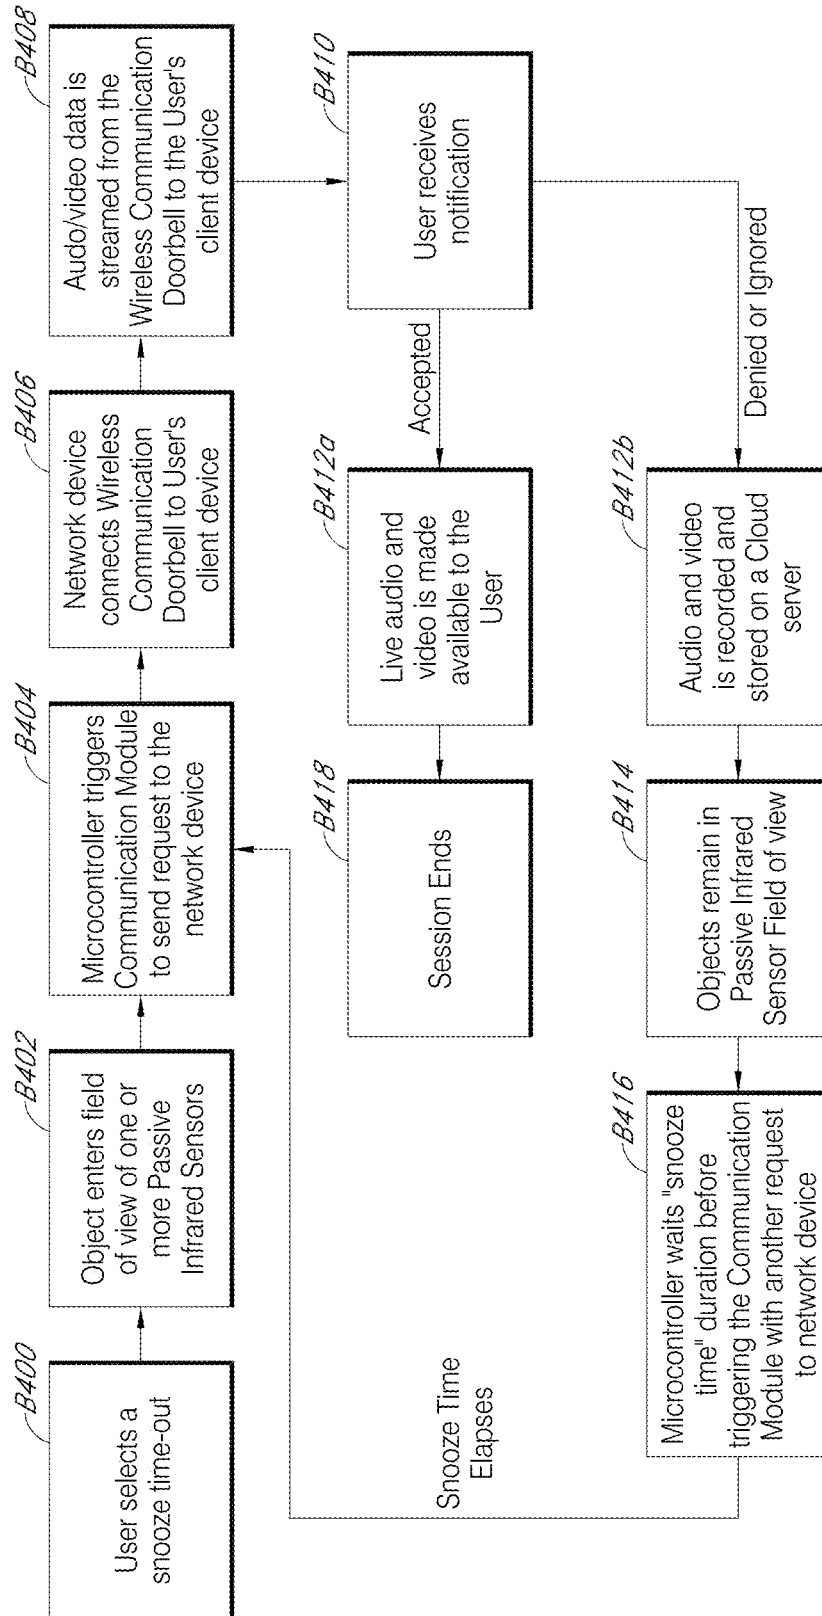 B400
User selects a
snooze time-out
B402
Object enters field
of view of one or
more Passive
Infrared Sensors
B404
Microcontroller triggers
Communication Module
to send request to the
network device
B406
Network device
connects Wireless
Communication
Doorbell to User's
client device
B408
Audo/video data is
streamed from the
Wireless Communication
Doorbell to the User's
client device
B410
User receives
notification
Accepted
B412a
Live audio and
video is made
available to the
User
B418
Session Ends
Denied or Ignored
B412b
Audio and video
is recorded and
stored on a Cloud
server
B414
Objects remain in
Passive Infrared
Sensor Field of view
B416
Microcontroller waits "snooze
time" duration before
triggering the Communication
Module with another request
to network device
Snooze Time
Elapses